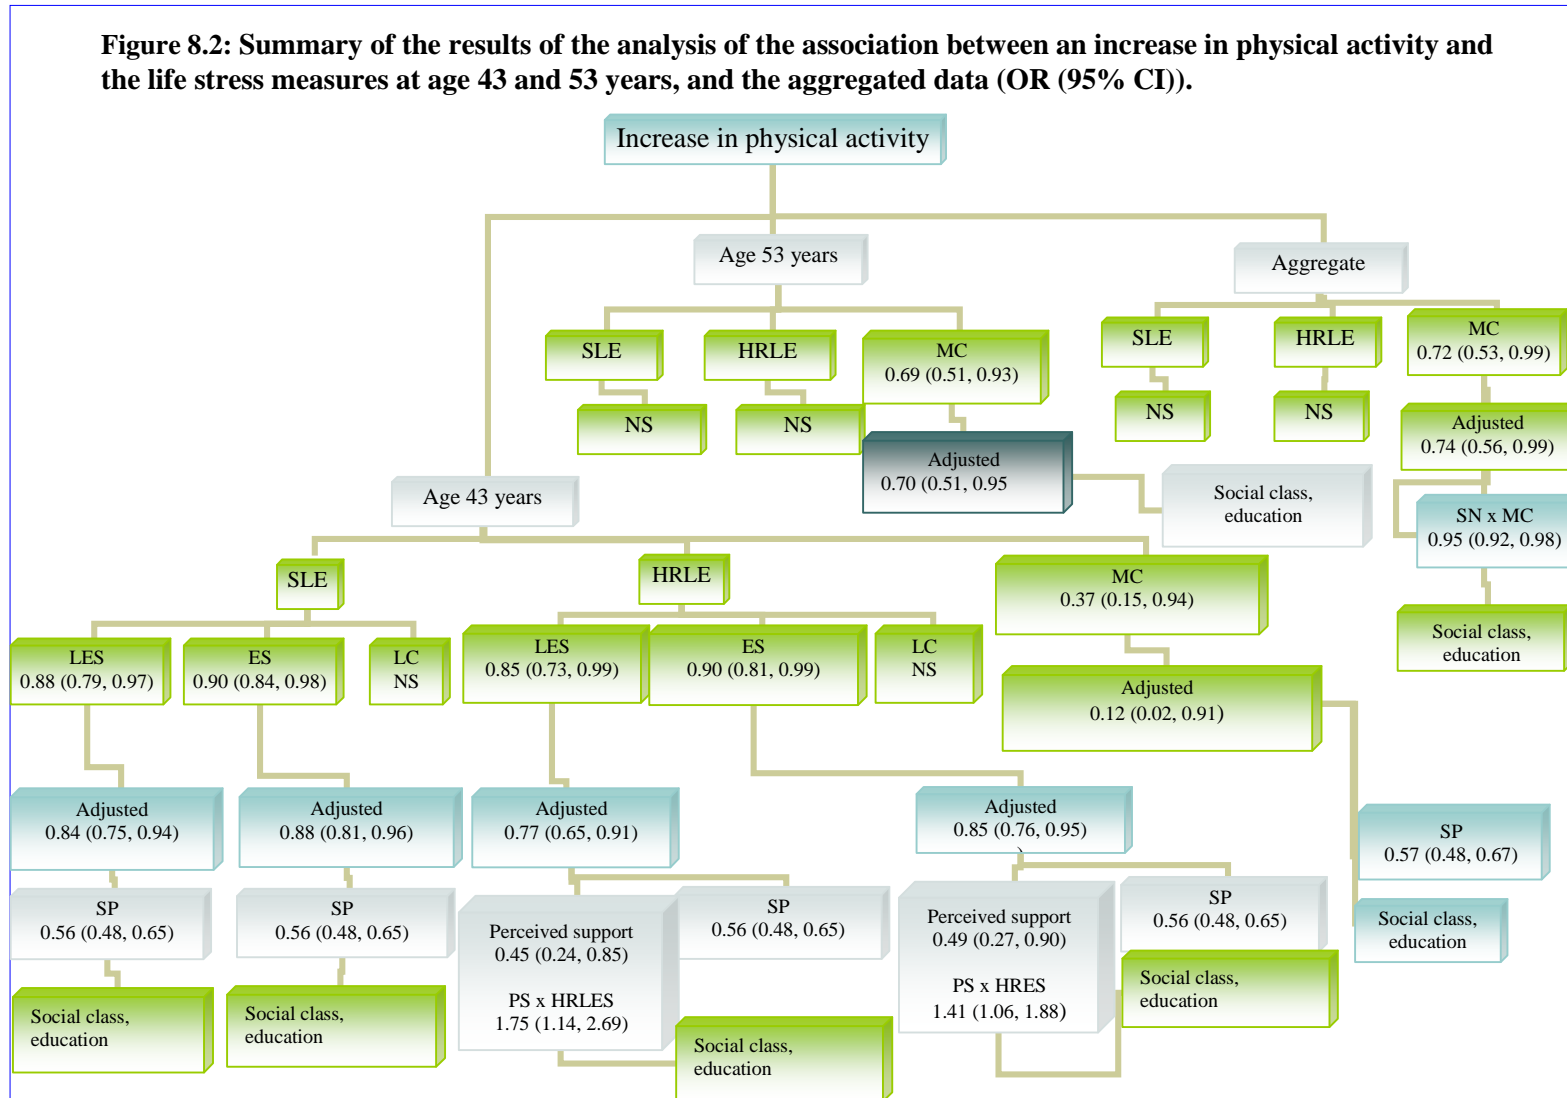 Figure 8.2: Summary of the results of the analysis of the association between an increase in physical activity and
the life stress measures at age 43 and 53 years, and the aggregated data (OR (95% CI)).
Increase in physical activity
Age 53 years
Aggregate
SLE
HRLE
MC
0.69 (0.51, 0.93)
SLE
HRLE
MC
0.72 (0.53, 0.99)
NS
NS
NS
NS
Adjusted
0.70 (0.51, 0.95
Adjusted
0.74 (0.56, 0.99)
Age 43 years
Social class,
education
SN x MC
0.95 (0.92, 0.98)
SLE
HRLE
MC
0.37 (0.15, 0.94)
Social class,
education
LES
0.88 (0.79, 0.97)
ES
0.90 (0.84, 0.98)
LC
NS
LES
0.85 (0.73, 0.99)
ES
0.90 (0.81, 0.99)
LC
NS
Adjusted
0.12 (0.02, 0.91)
Adjusted
0.84 (0.75, 0.94)
Adjusted
0.88 (0.81, 0.96)
Adjusted
0.77 (0.65, 0.91)
Adjusted
0.85 (0.76, 0.95)
)
SP
0.57 (0.48, 0.67)
SP
0.56 (0.48, 0.65)
SP
0.56 (0.48, 0.65)
Perceived support
0.45 (0.24, 0.85)
PS x HRLES
1.75 (1.14, 2.69)
SP
0.56 (0.48, 0.65)
Perceived support
0.49 (0.27, 0.90)
PS x HRES
1.41 (1.06, 1.88)
SP
0.56 (0.48, 0.65)
Social class,
education
Social class,
education
Social class,
education
Social class,
education
Social class,
education